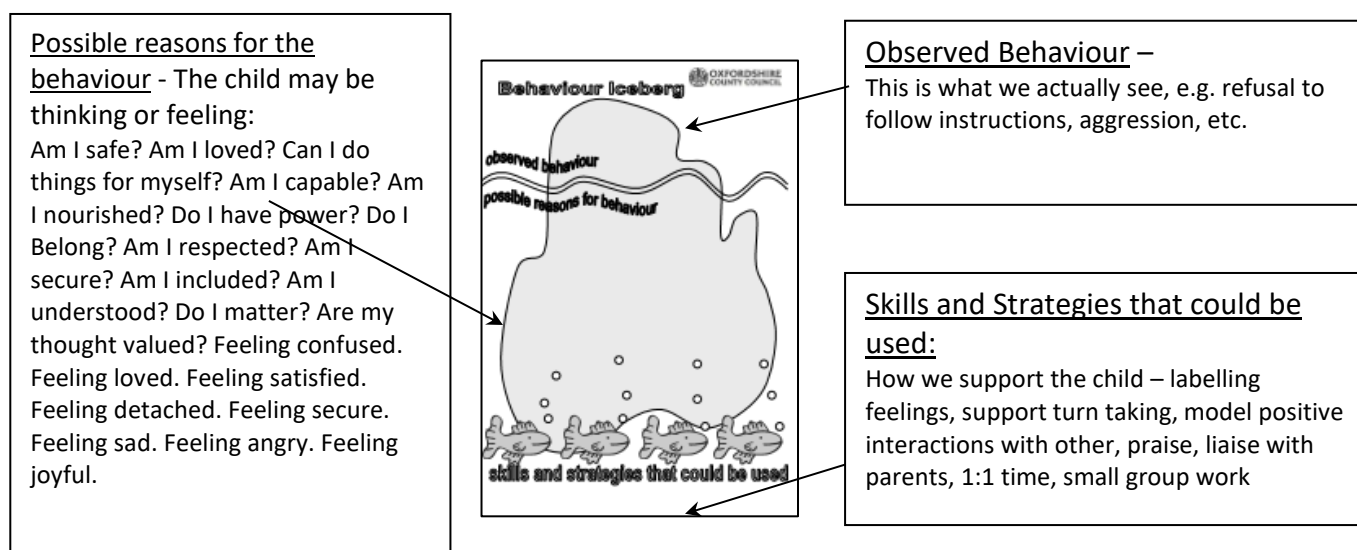 Possible reasons for the
behaviour - The child may be
thinking or feeling:
Am I safe? Am I loved? Can I do
things for myself? Am I capable? Am
I nourished? Do I have power? Do I
Belong? Am I respected? Am I
secure? Am I included? Am I
understood? Do I matter? Are my
thought valued? Feeling confused.
Feeling loved. Feeling satisfied.
Feeling detached. Feeling secure.
Feeling sad. Feeling angry. Feeling
joyful.
Behaviour Iceberg
OXFORDSHIRE
COUNTY COUNCIL
observed behaviour
possible reasons for behaviour
skills and strategies that could be used
Observed Behaviour –
This is what we actually see, e.g. refusal to
follow instructions, aggression, etc.
Skills and Strategies that could be
used:
How we support the child – labelling
feelings, support turn taking, model positive
interactions with other, praise, liaise with
parents, 1:1 time, small group work